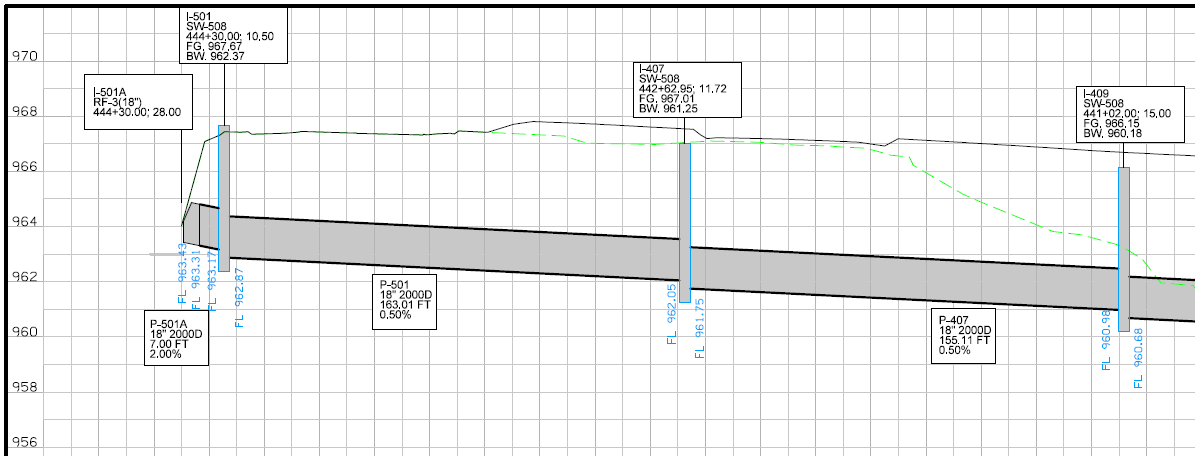 I-501
SW-508
444+30.00; 10.50
FG. 967.67
BW. 962.37
I-407
SW-508
442+62.95; 11.72
FG. 967.01
BW. 961.25
I-409
SW-508
441+02.00; 15.00
FG. 966.15
BW. 960.18
I-501A
RF-3(18")
444+30.00; 28.00
970
968
966
964
962
960
958
956
FL 963.43
FL 963.31
FL 963.17
FL 962.87
FL 962.05
FL 961.75
FL 960.98
FL 960.68
P-501A
18" 2000D
7.00 FT
2.00%
P-501
18" 2000D
163.01 FT
0.50%
P-407
18" 2000D
155.11 FT
0.50%